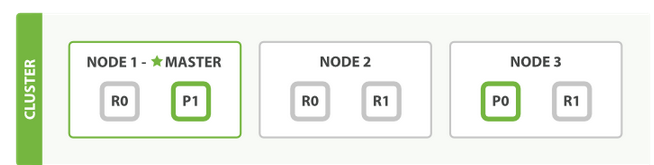 CLUSTER
NODE 1 - ★ MASTER
R0 P1
NODE 2
R0 R1
NODE 3
P0 R1